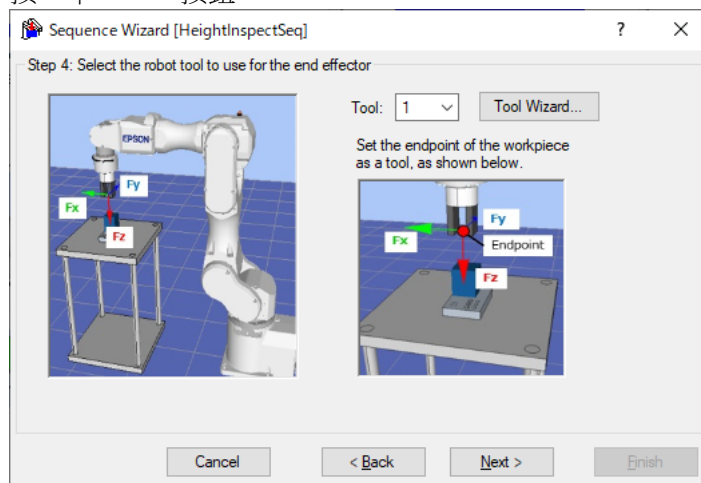 Sequence Wizard [HeightInspectSeq]
?
Step 4: Select the robot tool to use for the end effector
Tool: 1 Tool Wizard...
Set the endpoint of the workpiece
as a tool, as shown below.
EPSON
Fy
Fx
Fz
Fy
Fx
Endpoint
Fz
Cancel
< Back
Next >
Finish